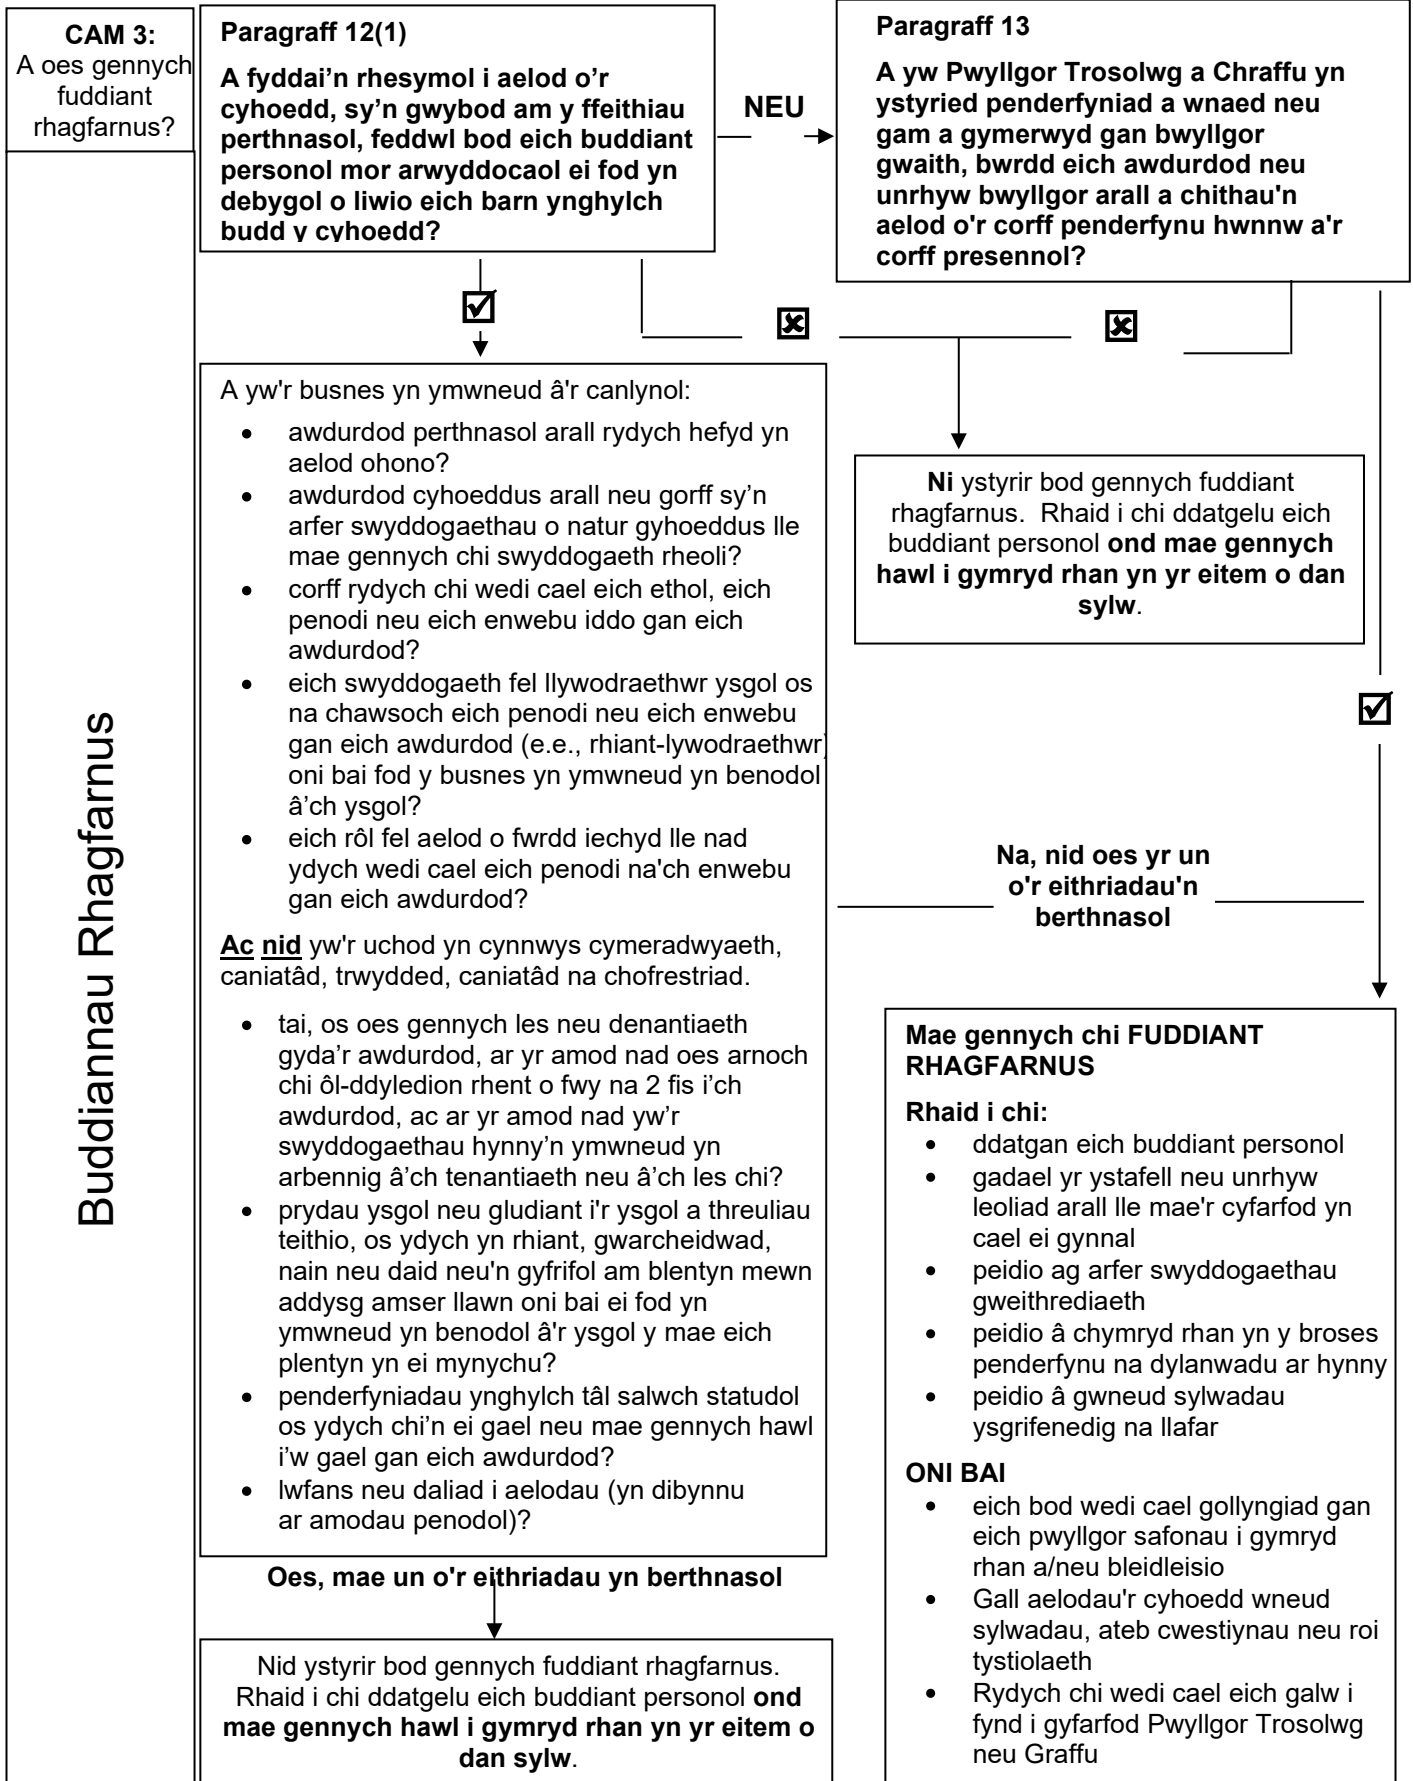 CAM 3:
A oes gennych
fuddiant
rhagfarnus?
Buddiannau Rhagfarnus
Paragraff 12(1)
A fyddai’n rhesymol i aelod o’r
cyhoedd, sy’n gwybod am y ffeithiau
perthnasol, feddwl bod eich buddiant
personol mor arwyddocaol ei fod yn
debygol o liwio eich barn ynghylch
budd y cyhoedd?
NEU
Paragraff 13
A yw Pwyllgor Trosolwg a Chraffu yn
ystyried penderfyniad a wnaed neu
gam a gymerwyd gan bwyllgor
gwaith, bwrdd eich awdurdod neu
unrhyw bwyllgor arall a chithau'n
aelod o'r corff penderfynu hwnnw a'r
corff presennol?
A yw'r busnes yn ymwneud â'r canlynol:
• awdurdod perthnasol arall rydych hefyd yn
aelod ohono?
• awdurdod cyhoeddus arall neu gorff sy’n
arfer swyddogaethau o natur gyhoeddus lle
mae gennych chi swyddogaeth rheoli?
• corff rydych chi wedi cael eich ethol, eich
penodi neu eich enwebu iddo gan eich
awdurdod?
• eich swyddogaeth fel llywodraethwr ysgol os
na chawsoch eich penodi neu eich enwebu
gan eich awdurdod (e.e., rhiant-lywodraethwr)
oni bai fod y busnes yn ymwneud yn benodol
â’ch ysgol?
• eich rôl fel aelod o fwrdd iechyd lle nad
ydych wedi cael eich penodi na'ch enwebu
gan eich awdurdod?
Ac nid yw'r uchod yn cynnwys cymeradwyaeth,
caniatâd, trwydded, caniatâd na chofrestriad.
• tai, os oes gennych les neu denantiaeth
gyda’r awdurdod, ar yr amod nad oes arnoch
chi ôl-ddyledion rhent o fwy na 2 fis i’ch
awdurdod, ac ar yr amod nad yw’r
swyddogaethau hynny’n ymwneud yn
arbennig â’ch tenantiaeth neu â’ch les chi?
• prydau ysgol neu gludiant i'r ysgol a threuliau
teithio, os ydych yn rhiant, gwarcheidwad,
nain neu daid neu'n gyfrifol am blentyn mewn
addysg amser llawn oni bai ei fod yn
ymwneud yn benodol â'r ysgol y mae eich
plentyn yn ei mynychu?
• penderfyniadau ynghylch tâl salwch statudol
os ydych chi’n ei gael neu mae gennych hawl
i’w gael gan eich awdurdod?
• lwfans neu daliad i aelodau (yn dibynnu
ar amodau penodol)?
Oes, mae un o'r eithriadau yn berthnasol
Nid ystyrir bod gennych fuddiant rhagfarnus.
Rhaid i chi ddatgelu eich buddiant personol ond
mae gennych hawl i gymryd rhan yn yr eitem o
dan sylw.
Ni ystyrir bod gennych fuddiant
rhagfarnus. Rhaid i chi ddatgelu eich
buddiant personol ond mae gennych
hawl i gymryd rhan yn yr eitem o dan
sylw.
Na, nid oes yr un
o'r eithriadau'n
berthnasol
Mae gennych chi FUDDIANT
RHAGFARNUS
Rhaid i chi:
• ddatgan eich buddiant personol
• gadael yr ystafell neu unrhyw
leoliad arall lle mae'r cyfarfod yn
cael ei gynnal
• peidio ag arfer swyddogaethau
gweithrediaeth
• peidio â chymryd rhan yn y broses
penderfynu na dylanwadu ar hynny
• peidio â gwneud sylwadau
ysgrifenedig na llafar
ONI BAI
• eich bod wedi cael gollyngiad gan
eich pwyllgor safonau i gymryd
rhan a/neu bleidleisio
• Gall aelodau'r cyhoedd wneud
sylwadau, ateb cwestiynau neu roi
tystiolaeth
• Rydych chi wedi cael eich galw i
fynd i gyfarfod Pwyllgor Trosolwg
neu Graffu